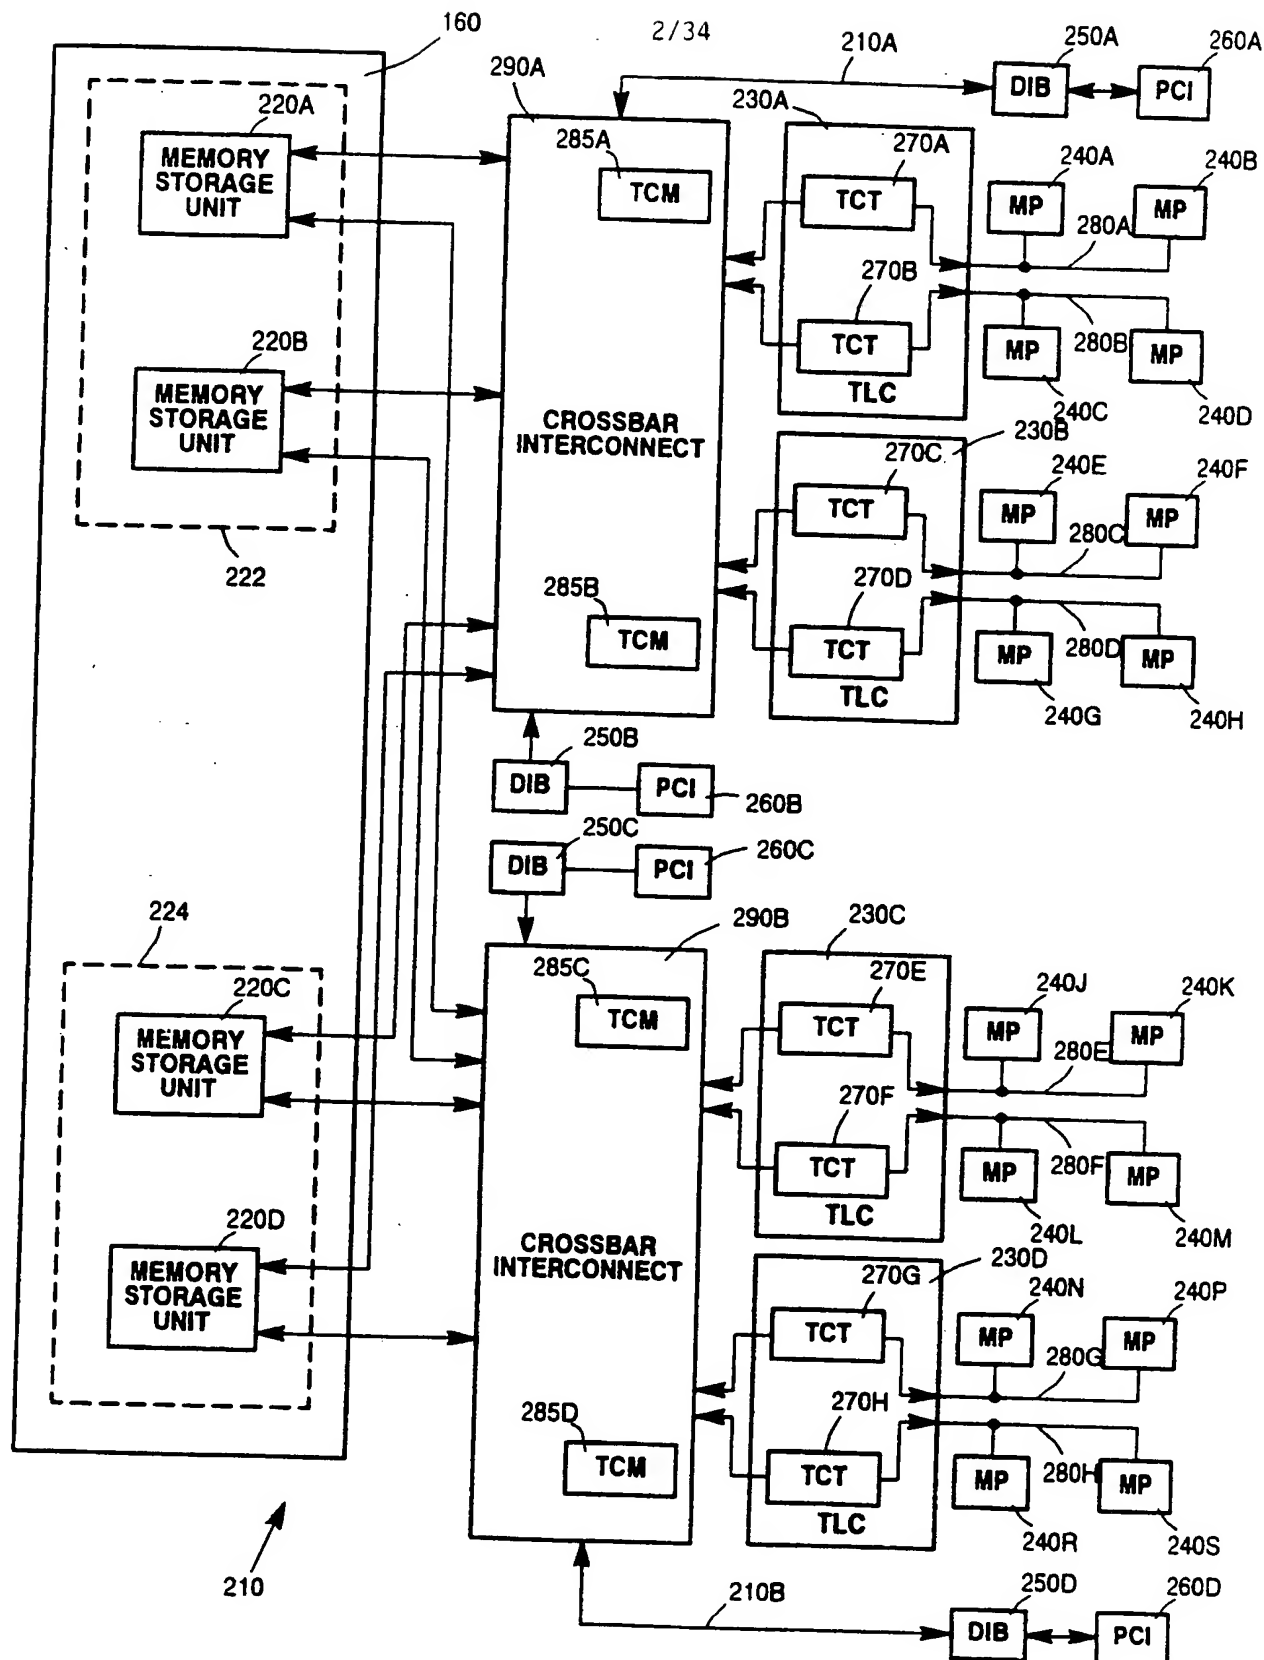 2/34
160
290A
210A
250A
260A
DIB
PCI
220A
MEMORY
STORAGE
UNIT
285A
TCM
230A
270A
TCT
240A
MP
240B
MP
280A
270B
TCT
TLC
280B
MP
MP
240C
240D
220B
MEMORY
STORAGE
UNIT
222
CROSSBAR
INTERCONNECT
230B
270C
TCT
240E
MP
240F
MP
280C
285B
TCM
270D
TCT
TLC
280D
MP
MP
240G
240H
250B
DIB
PCI
260B
250C
DIB
PCI
260C
224
220C
MEMORY
STORAGE
UNIT
290B
285C
TCM
230C
270E
TCT
240J
MP
240K
MP
280E
270F
TCT
TLC
280F
MP
MP
240L
240M
220D
MEMORY
STORAGE
UNIT
CROSSBAR
INTERCONNECT
230D
270G
TCT
240N
MP
240P
MP
280G
285D
TCM
270H
TCT
TLC
280H
MP
MP
240R
240S
210
210B
250D
DIB
260D
PCI